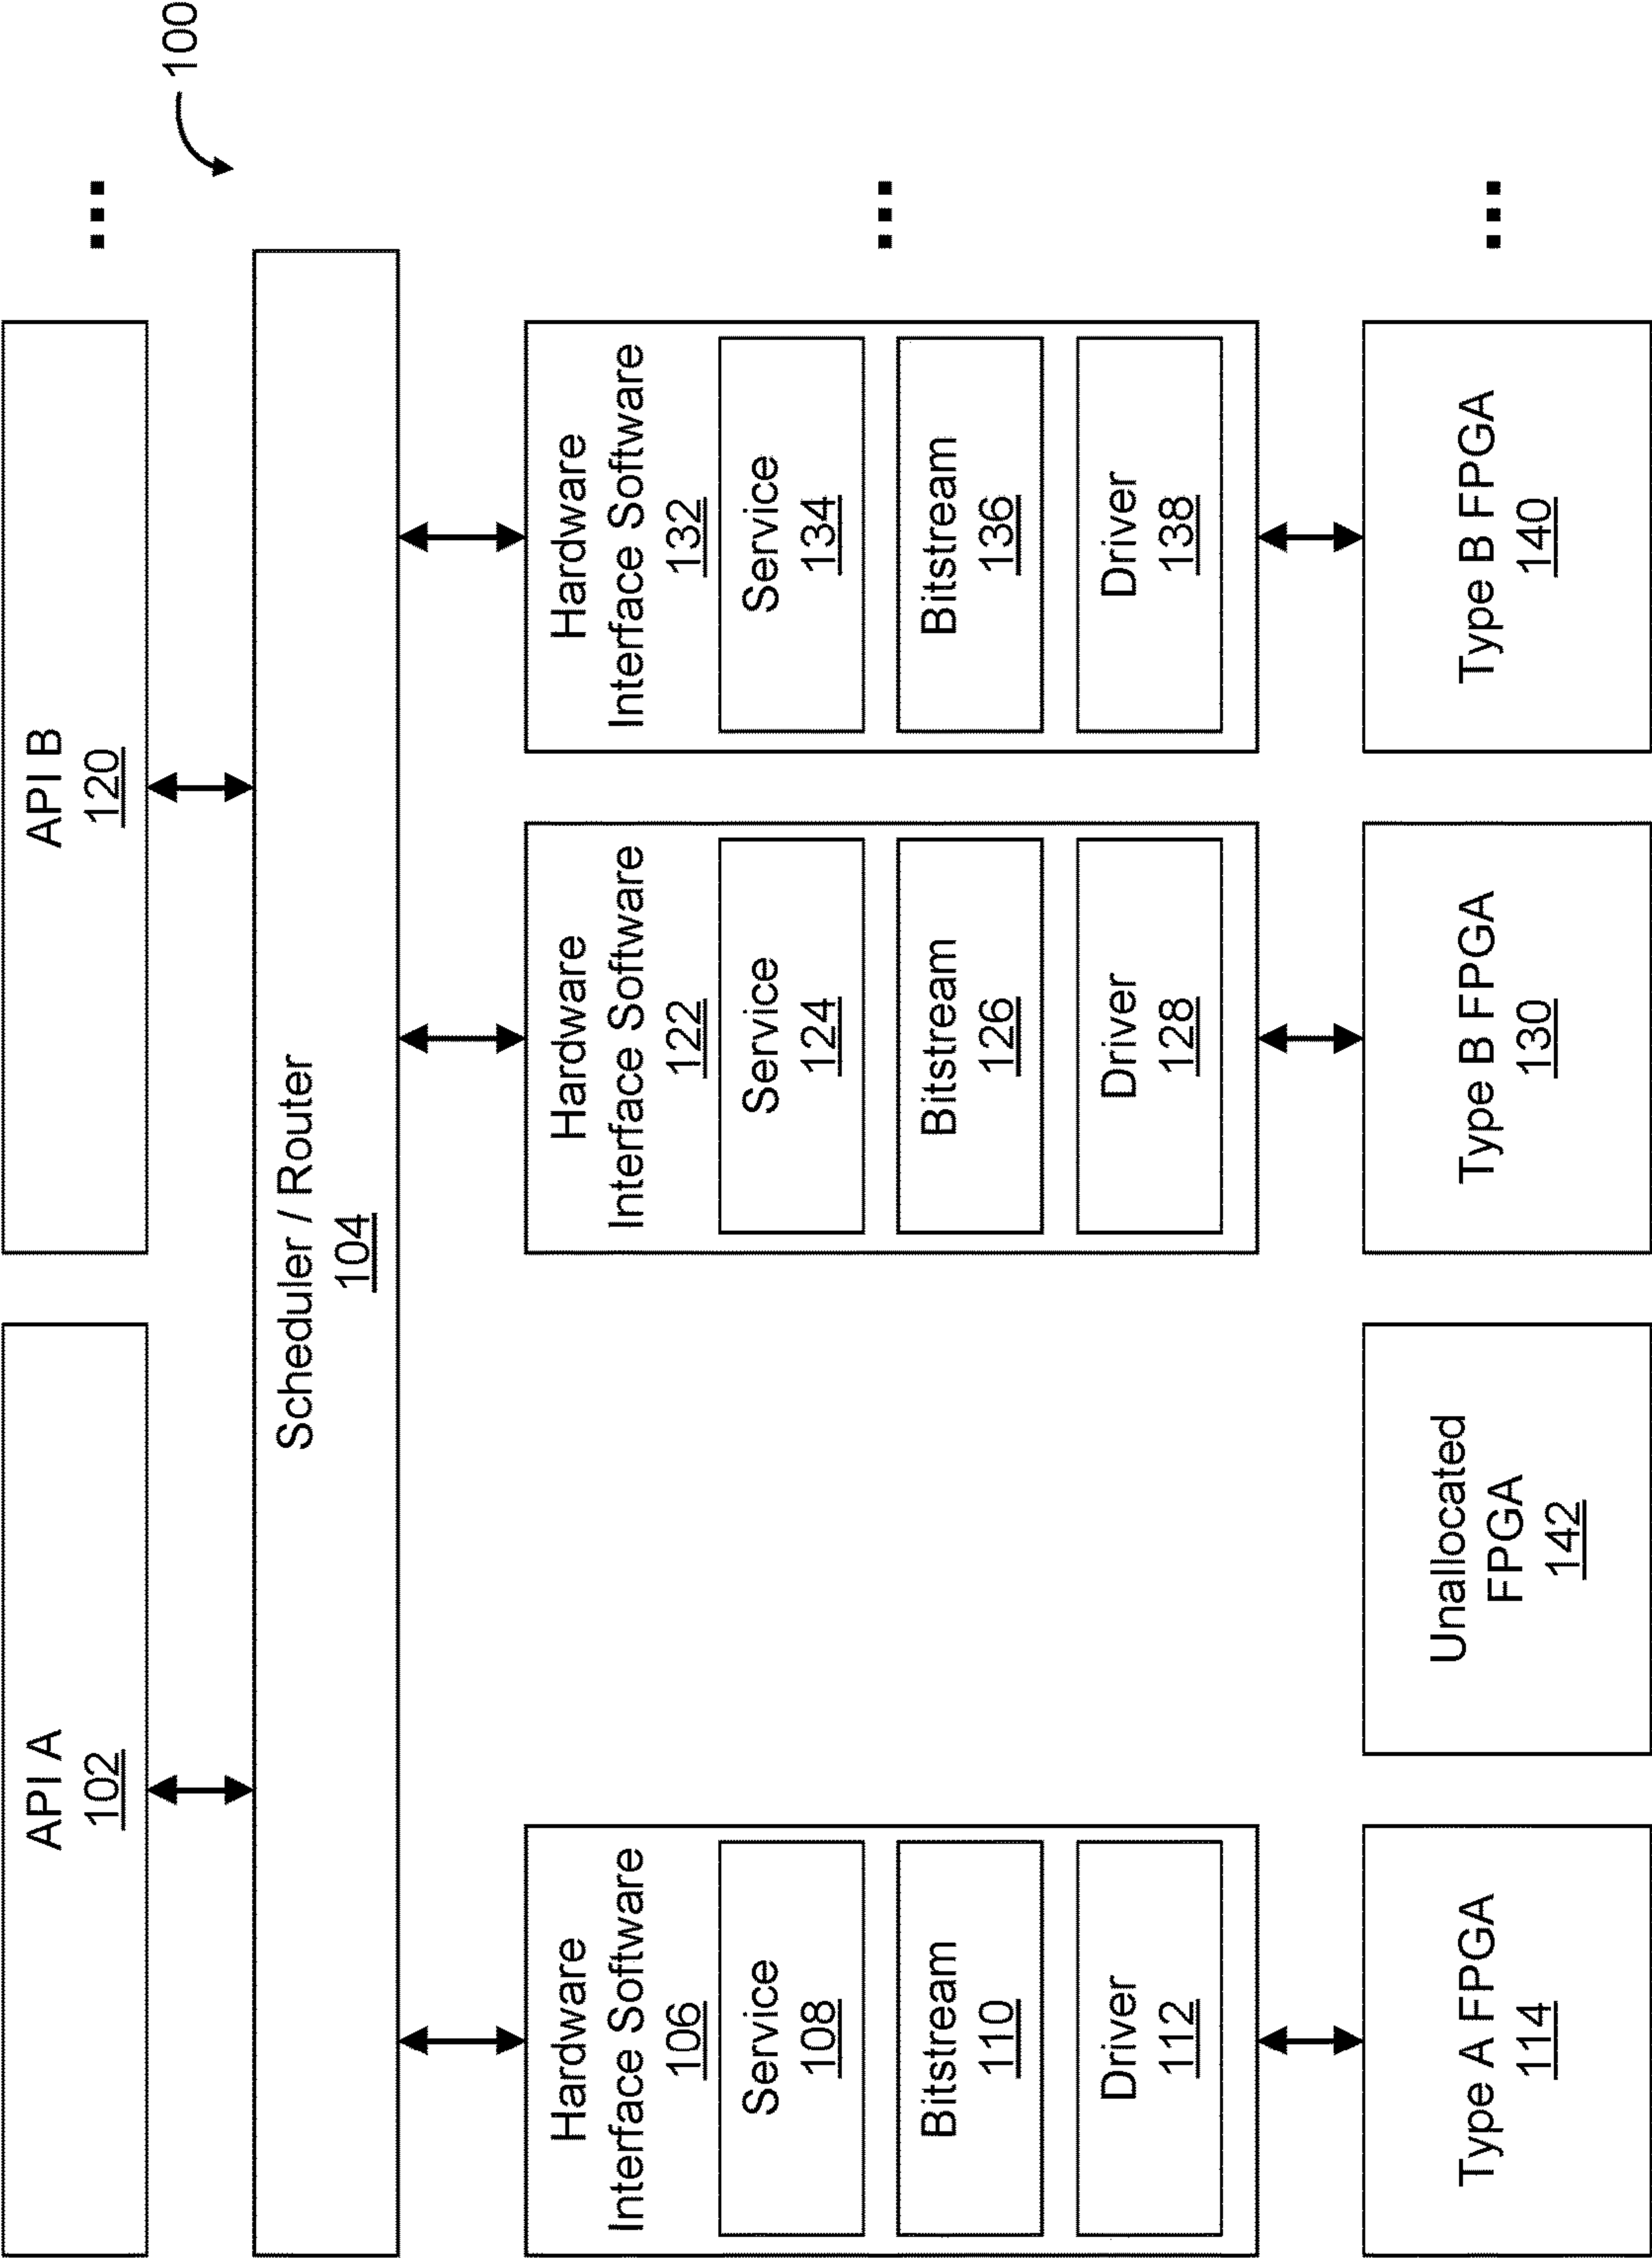 100
API A
102
API B
120
...
Scheduler / Router
104
Hardware
Interface Software
106
Service
108
Bitstream
110
Driver
112
Hardware
Interface Software
122
Service
124
Bitstream
126
Driver
128
Hardware
Interface Software
132
Service
134
Bitstream
136
Driver
138
...
Type A FPGA
114
Unallocated
FPGA
142
Type B FPGA
130
Type B FPGA
140
...